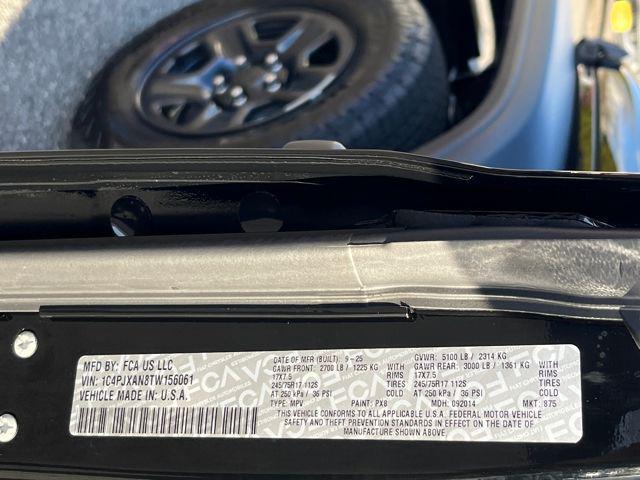 MFD BY: FCA US LLC
VIN: 1C4PJXAN8TW156061
VEHICLE MADE IN: U.S.A.
DATE OF MFR (BUILT): 9-25 GVWR: 5100 LB / 2314 KG
GAWR FRONT: 2700 LB / 1225 KG WITH GAWR REAR: 3000 LB / 1361 KG WITH
17X7.5 RIMS 17X7.5 RIMS
245/75R17 112S TIRES 245/75R17 112S TIRES
AT 250 kPa / 36 PSI COLD AT 250 kPa / 36 PSI COLD
TYPE: MPV PAINT: PX8 MDH: 092014 MKT: 875
THIS VEHICLE CONFORMS TO ALL APPLICABLE U.S.A. FEDERAL MOTOR VEHICLE
SAFETY, BUMPER, AND THEFT PREVENTION STANDARDS IN EFFECT ON THE DATE OF
MANUFACTURE SHOWN ABOVE.